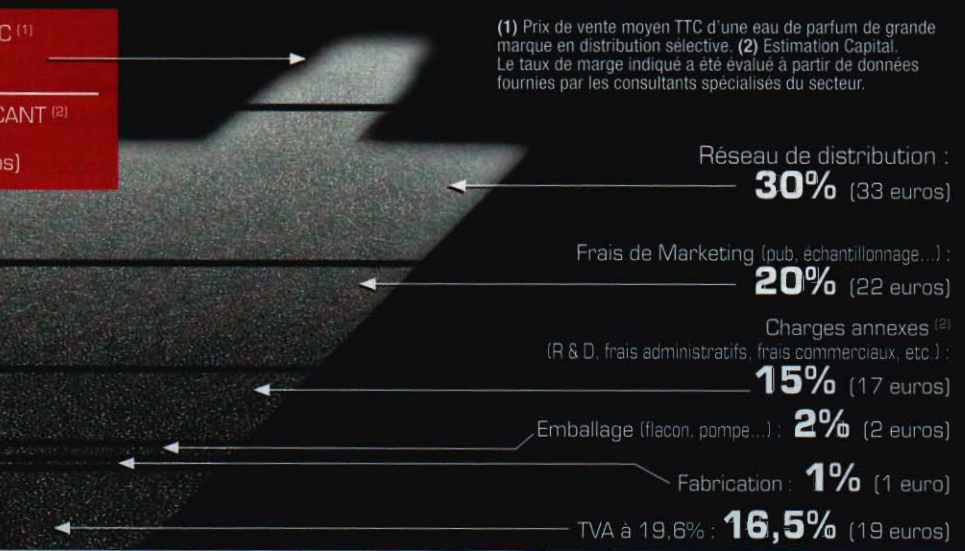 C (1)
CANT (2)
os)
(1) Prix de vente moyen TTC d'une eau de parfum de grande
marque en distribution sélective. (2) Estimation Capital.
Le taux de marge indiqué a été évalué à partir de données
fournies par les consultants spécialisés du secteur.
Réseau de distribution :
30% (33 euros)
Frais de Marketing (pub, échantillonnage...) :
20% (22 euros)
Charges annexes (2)
(R & D, frais administratifs, frais commerciaux, etc.) :
15% (17 euros)
Emballage (flacon, pompe...) : 2% (2 euros)
Fabrication : 1% (1 euro)
TVA à 19,6% : 16,5% (19 euros)